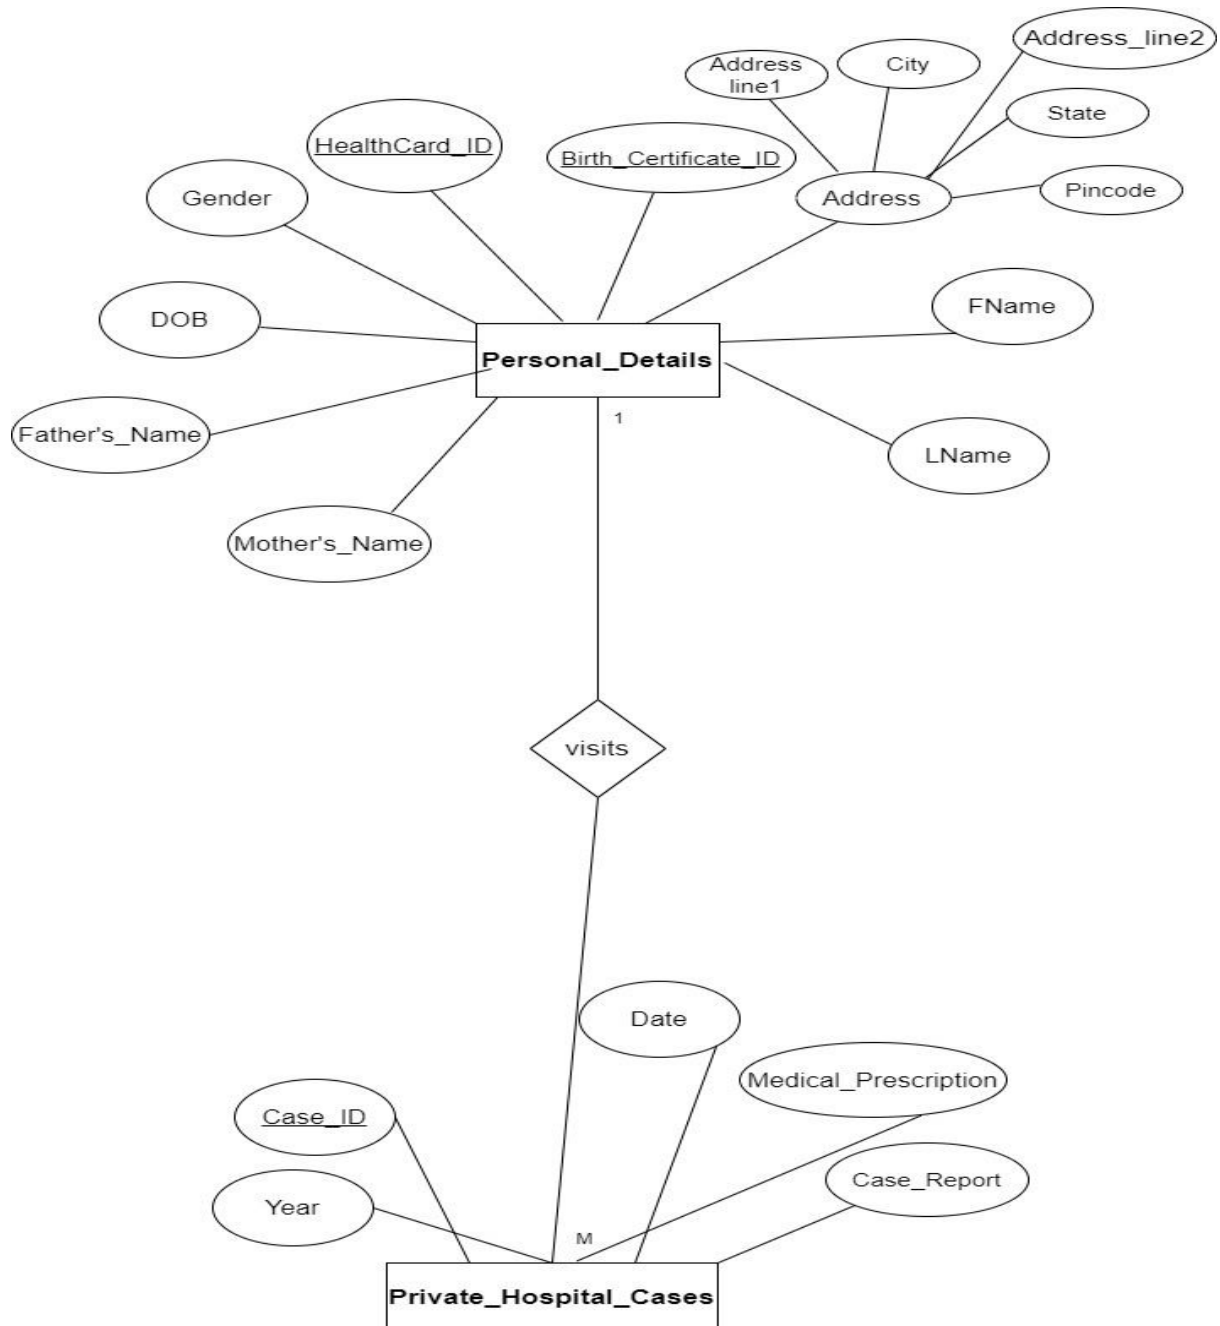 Address_line2
Address
line1
City
State
HealthCard_ID
Birth_Certificate_ID
Gender
Address
Pincode
DOB
FName
Personal_Details
1
Father's_Name
LName
Mother's_Name
visits
Date
Medical_Prescription
Case_ID
Case_Report
Year
M
Private_Hospital_Cases